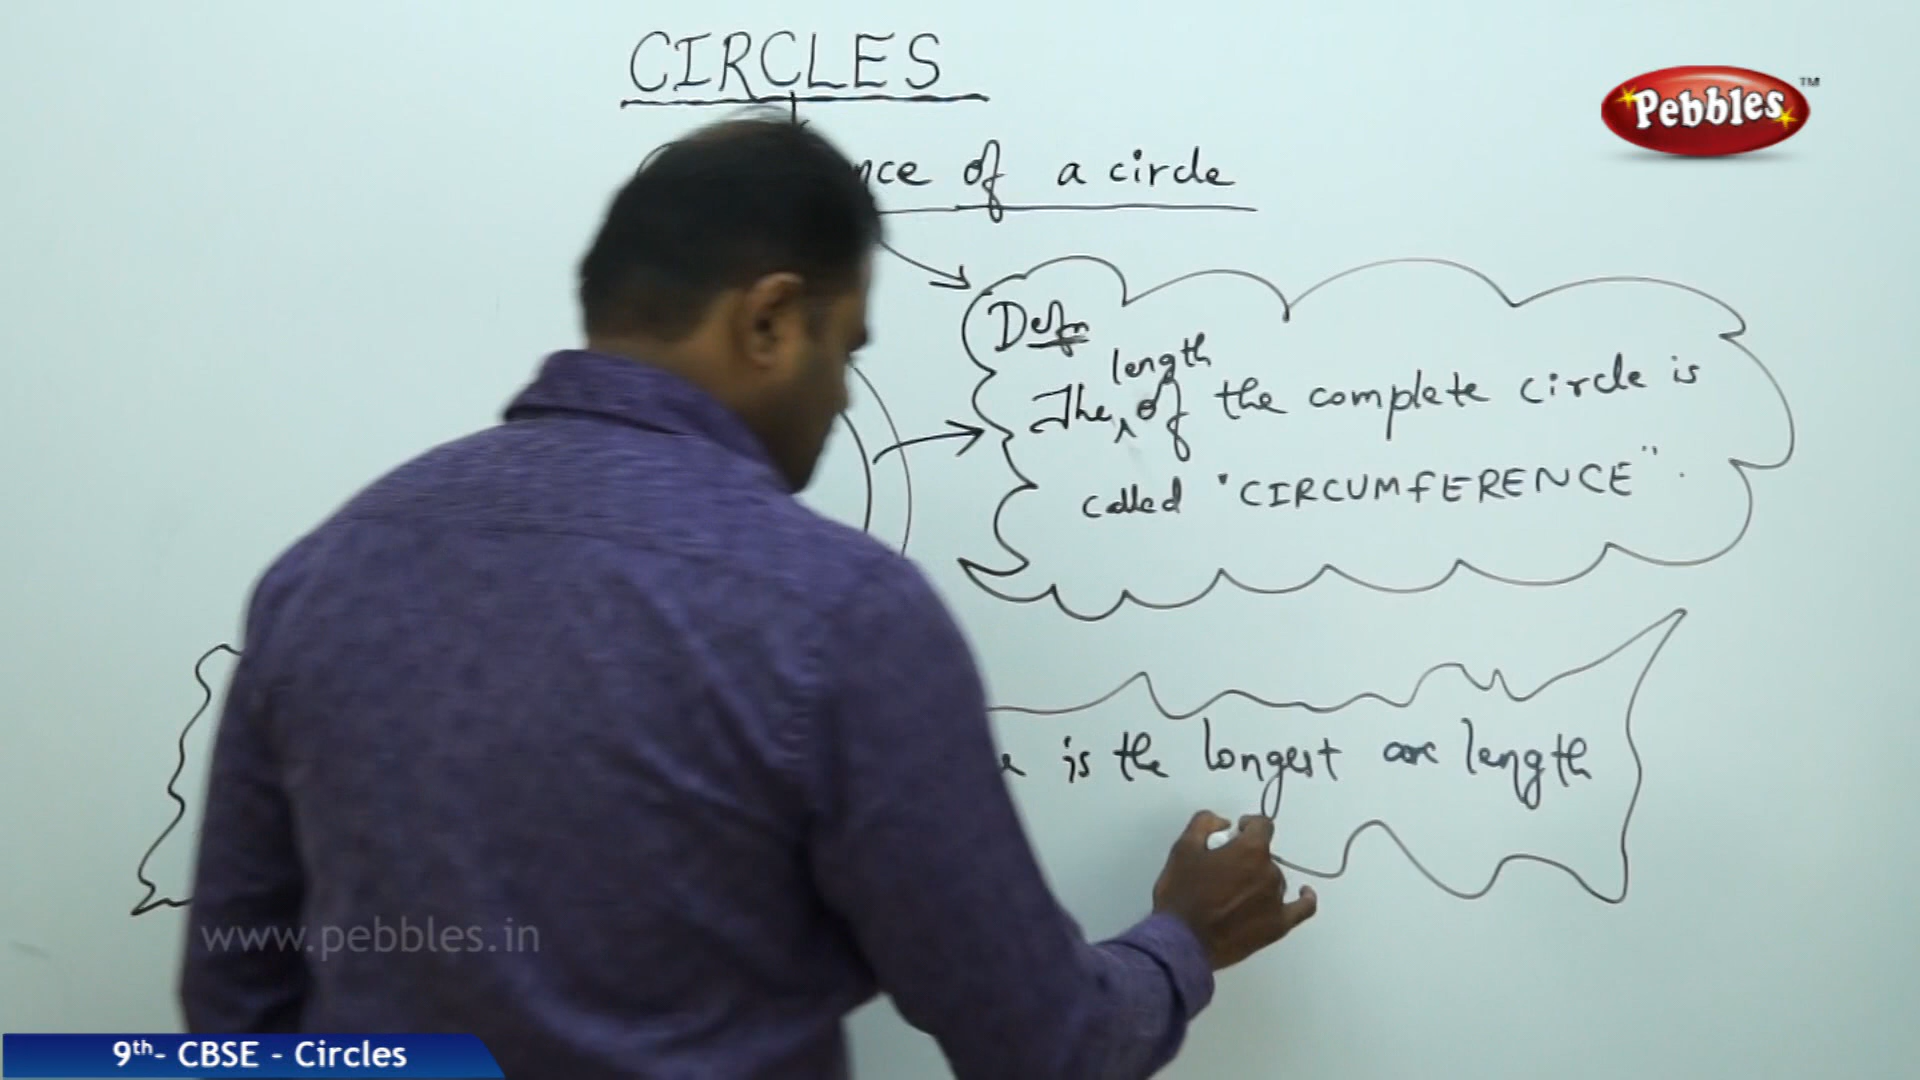 CIRCLES
Pebbles TM
of a circle
Defn
length
The ^ of the complete circle is
called "CIRCUMFERENCE".
is the longest arc length
www.pebbles.in
9th- CBSE - Circles